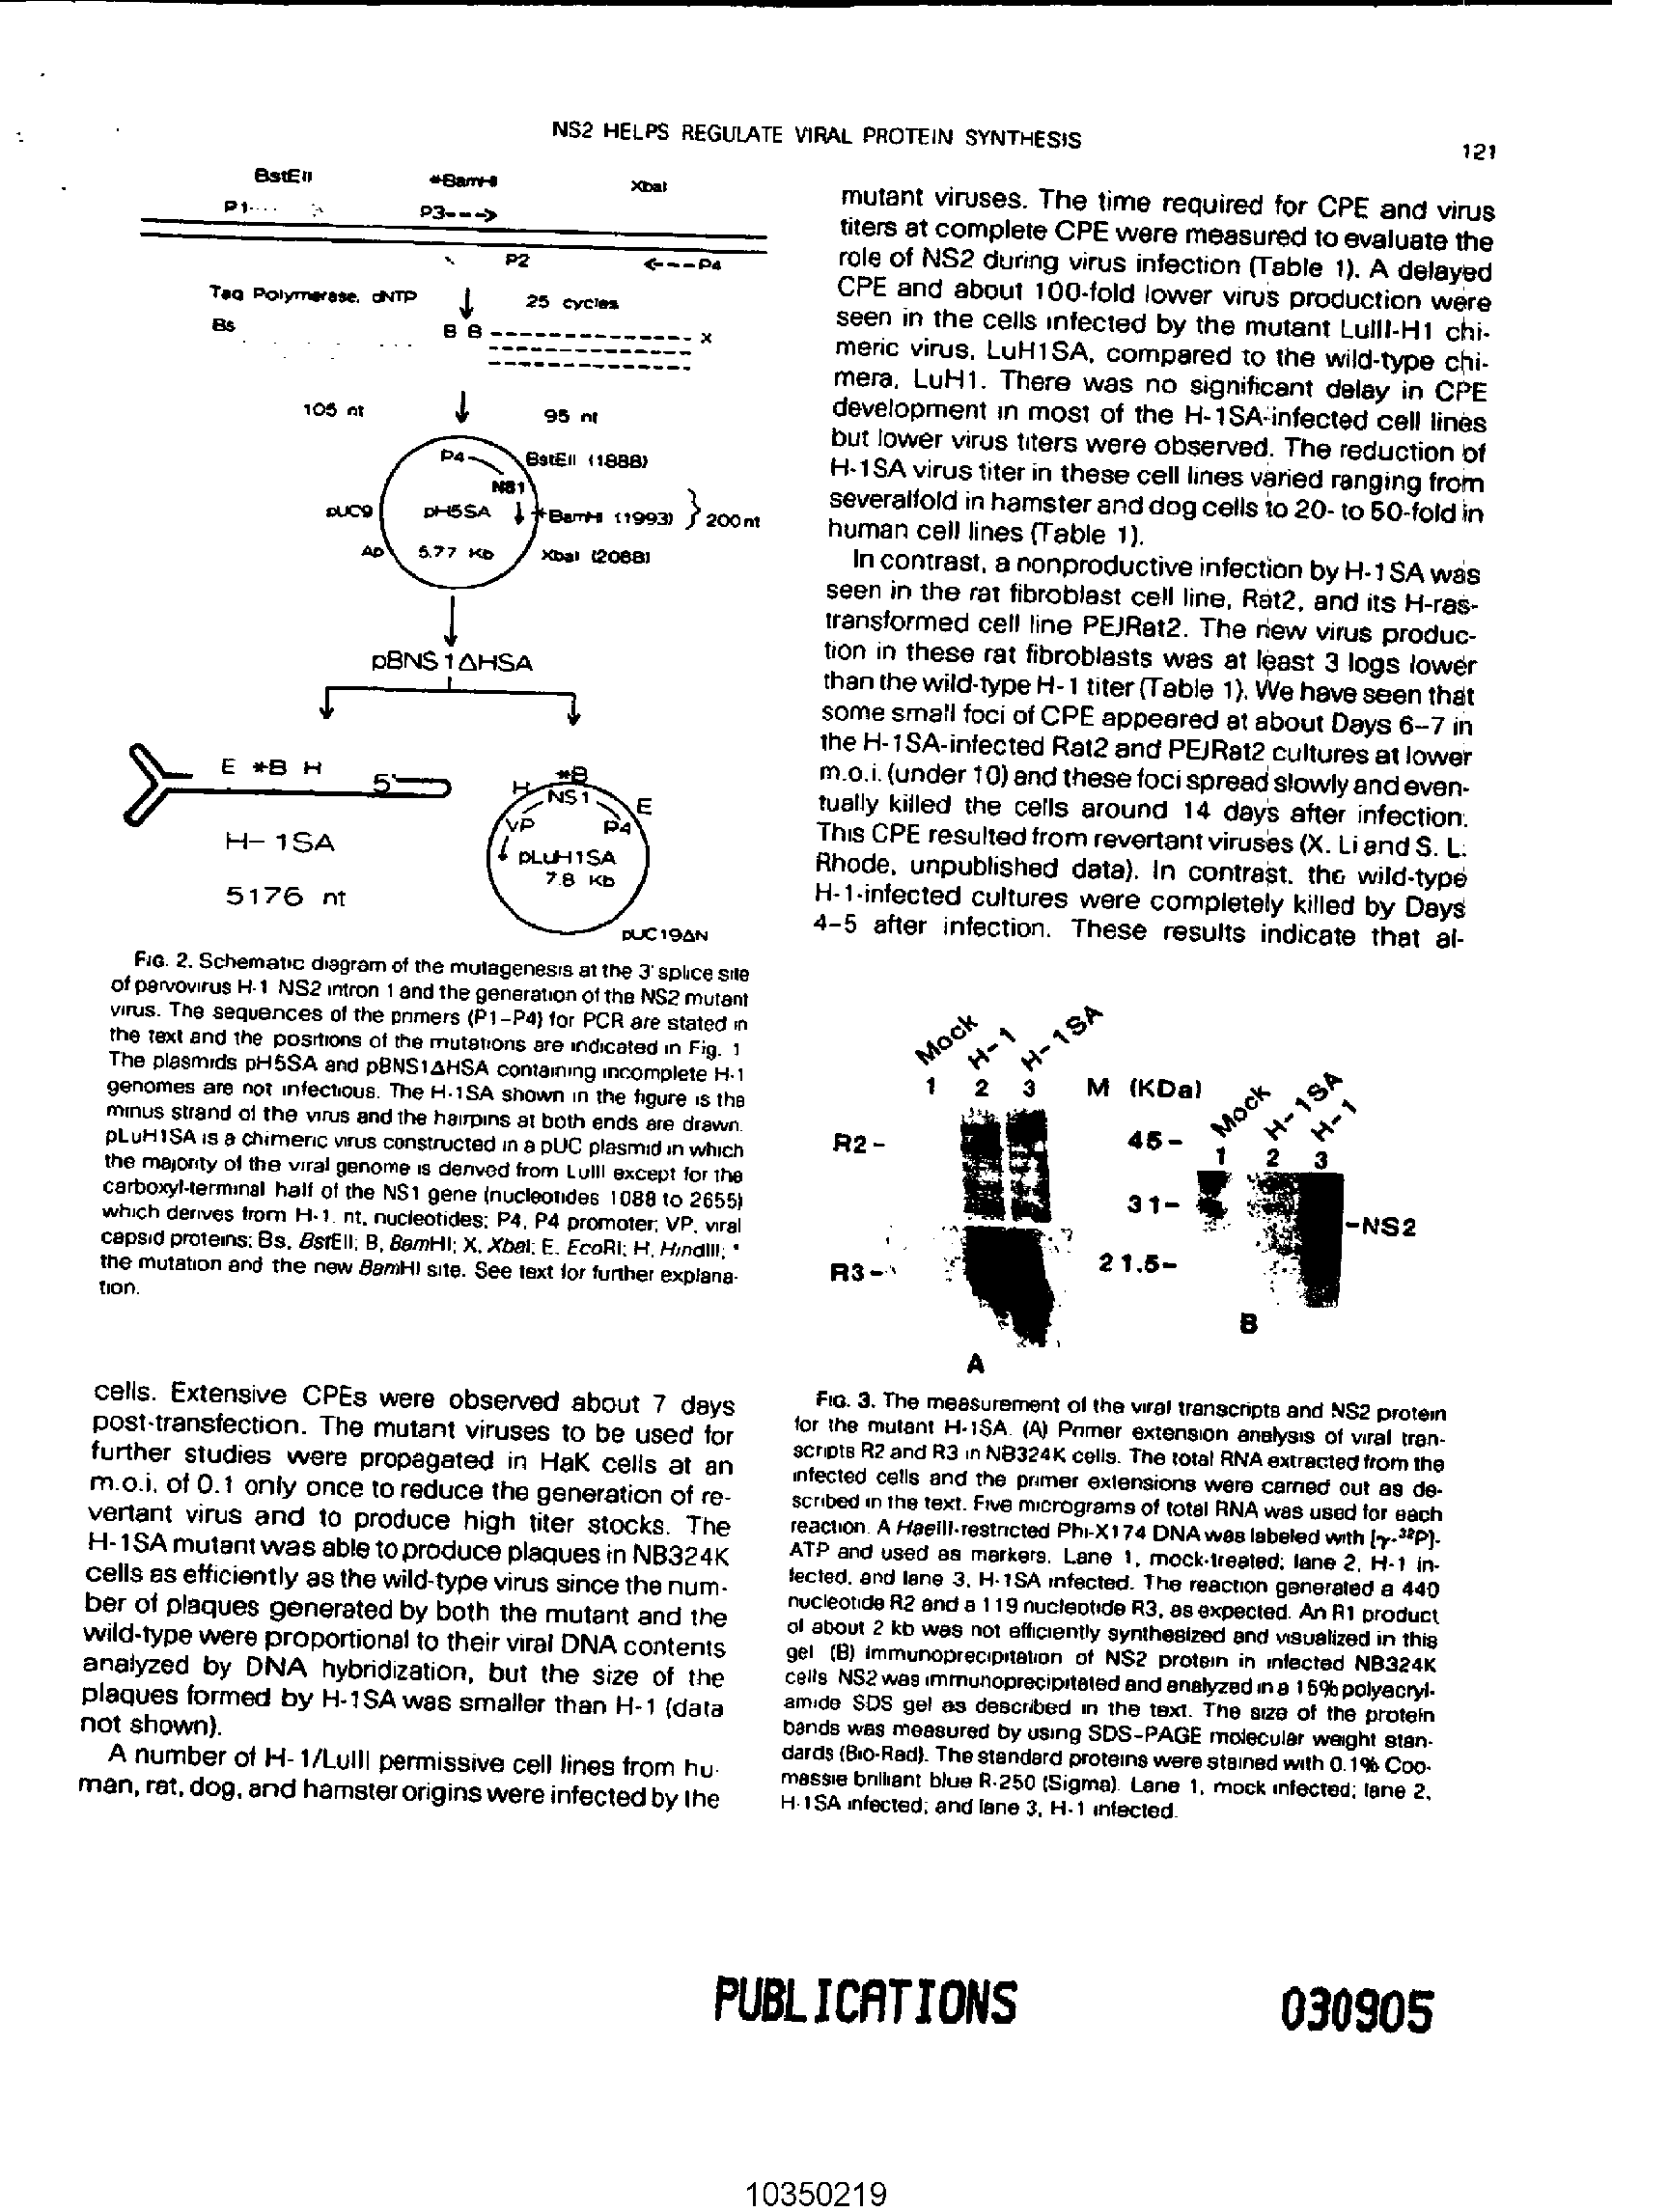 NS2 HELPS REGULATE VIRAL PROTEIN SYNTHESIS
121
BstEII *BamHI XbaI
P1 P3--->
P2 <---P4
Taq Polymerase, dNTP 25 cycles
Bs B B X
105 nt 95 nt
P4 BstEII (1888)
NS1
pUC9 pH5SA *BamHI (1993) 200nt
Ap 5.77 Kb XbaI (2088)
pBNS1ΔHSA
E *B H 5'
H-1SA
5176 nt
*B
H NS1 E
VP P4
pLuH1SA
7.8 Kb
pUC19ΔN
FIG. 2. Schematic diagram of the mutagenesis at the 3' splice site
of parvovirus H-1 NS2 intron 1 and the generation of the NS2 mutant
virus. The sequences of the primers (P1–P4) for PCR are stated in
the text and the positions of the mutations are indicated in Fig. 1
The plasmids pH5SA and pBNS1ΔHSA containing incomplete H-1
genomes are not infectious. The H-1SA shown in the figure is the
minus strand of the virus and the hairpins at both ends are drawn.
pLuH1SA is a chimeric virus constructed in a pUC plasmid in which
the majority of the viral genome is derived from LuIII except for the
carboxyl-terminal half of the NS1 gene (nucleotides 1088 to 2655)
which derives from H-1. nt, nucleotides; P4, P4 promoter; VP, viral
capsid proteins; Bs, BstEII; B, BamHI; X, XbaI; E, EcoRI; H, HindIII; *
the mutation and the new BamHI site. See text for further explana-
tion.
cells. Extensive CPEs were observed about 7 days
post-transfection. The mutant viruses to be used for
further studies were propagated in HaK cells at an
m.o.i. of 0.1 only once to reduce the generation of re-
vertant virus and to produce high titer stocks. The
H-1SA mutant was able to produce plaques in NB324K
cells as efficiently as the wild-type virus since the num-
ber of plaques generated by both the mutant and the
wild-type were proportional to their viral DNA contents
analyzed by DNA hybridization, but the size of the
plaques formed by H-1SA was smaller than H-1 (data
not shown).
A number of H-1/LuIII permissive cell lines from hu-
man, rat, dog, and hamster origins were infected by the
mutant viruses. The time required for CPE and virus
titers at complete CPE were measured to evaluate the
role of NS2 during virus infection (Table 1). A delayed
CPE and about 100-fold lower virus production were
seen in the cells infected by the mutant LuIII-H1 chi-
meric virus, LuH1SA, compared to the wild-type chi-
mera, LuH1. There was no significant delay in CPE
development in most of the H-1SA-infected cell lines
but lower virus titers were observed. The reduction of
H-1SA virus titer in these cell lines varied ranging from
severalfold in hamster and dog cells to 20- to 50-fold in
human cell lines (Table 1).
In contrast, a nonproductive infection by H-1SA was
seen in the rat fibroblast cell line, Rat2, and its H-ras-
transformed cell line PEJRat2. The new virus produc-
tion in these rat fibroblasts was at least 3 logs lower
than the wild-type H-1 titer (Table 1). We have seen that
some small foci of CPE appeared at about Days 6–7 in
the H-1SA-infected Rat2 and PEJRat2 cultures at lower
m.o.i. (under 10) and these foci spread slowly and even-
tually killed the cells around 14 days after infection.
This CPE resulted from revertant viruses (X. Li and S. L.
Rhode, unpublished data). In contrast, the wild-type
H-1-infected cultures were completely killed by Days
4–5 after infection. These results indicate that al-
Mock H-1 H-1SA
1 2 3 M (KDa)
R2- 45-
31-
R3- 21.5-
Mock H-1SA H-1
1 2 3
-NS2
A
B
FIG. 3. The measurement of the viral transcripts and NS2 protein
for the mutant H-1SA. (A) Primer extension analysis of viral tran-
scripts R2 and R3 in NB324K cells. The total RNA extracted from the
infected cells and the primer extensions were carried out as de-
scribed in the text. Five micrograms of total RNA was used for each
reaction. A HaeIII-restricted Phi-X174 DNA was labeled with [γ-³²P]-
ATP and used as markers. Lane 1, mock-treated; lane 2, H-1 in-
fected, and lane 3, H-1SA infected. The reaction generated a 440
nucleotide R2 and a 119 nucleotide R3, as expected. An R1 product
of about 2 kb was not efficiently synthesized and visualized in this
gel (B) Immunoprecipitation of NS2 protein in infected NB324K
cells NS2 was immunoprecipitated and analyzed in a 15% polyacryl-
amide SDS gel as described in the text. The size of the protein
bands was measured by using SDS–PAGE molecular weight stan-
dards (Bio-Rad). The standard proteins were stained with 0.1% Coo-
massie brilliant blue R-250 (Sigma). Lane 1, mock infected; lane 2,
H-1SA infected; and lane 3, H-1 infected.
PUBLICATIONS 030905
10350219